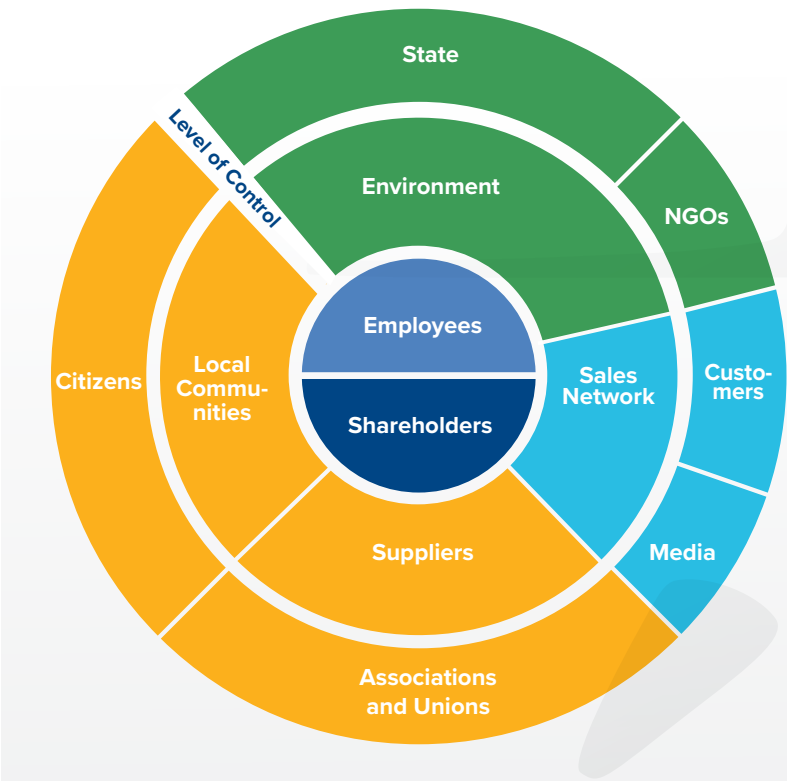 State
Level of Control
Environment
NGOs
Employees
Local
Commu-
nities
Citizens
Sales
Network
Custo-
mers
Shareholders
Suppliers
Media
Associations
and Unions